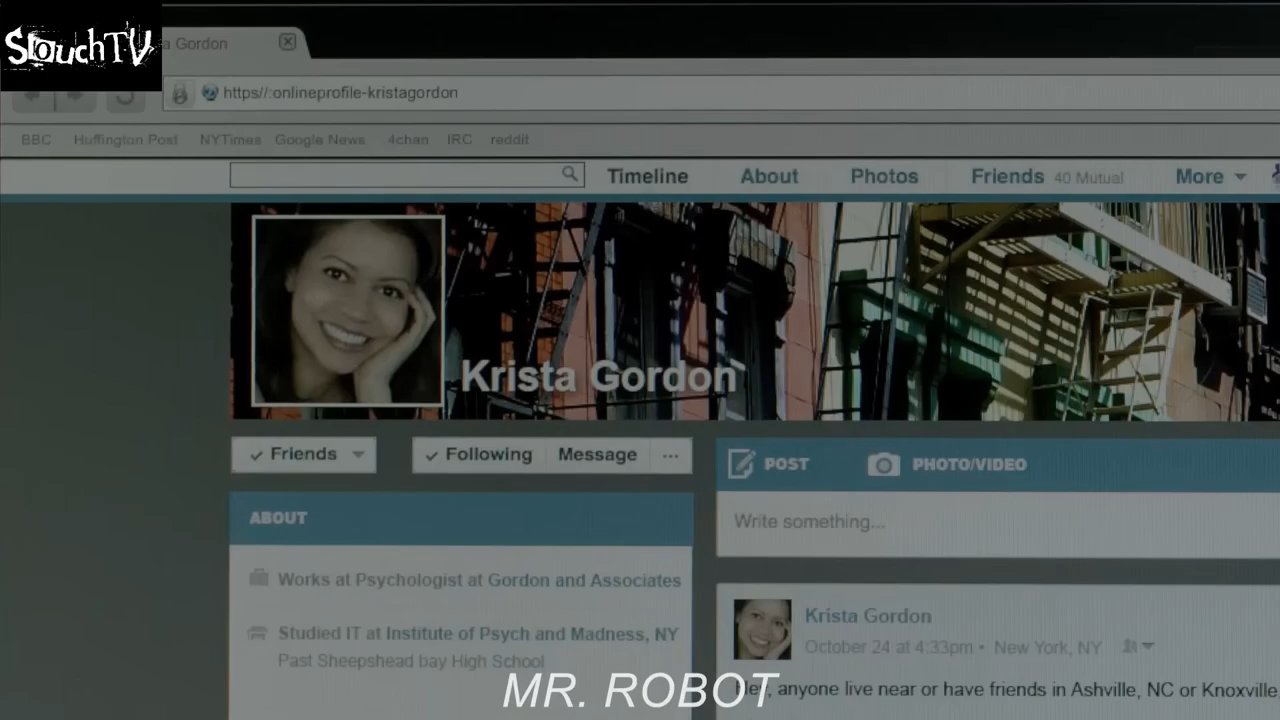 SLouchTV
a Gordon
https//:onlineprofile-kristagordon
BBC Huffington Post NYTimes Google News 4chan IRC reddit
Timeline About Photos Friends 40 Mutual More
Krista Gordon
Friends Following Message ...
POST PHOTO/VIDEO
ABOUT
Write something...
Works at Psychologist at Gordon and Associates
Studied IT at Institute of Psych and Madness, NY
Past Sheepshead bay High School
Krista Gordon
October 24 at 4:33pm • New York, NY
Hey, anyone live near or have friends in Ashville, NC or Knoxville
MR. ROBOT